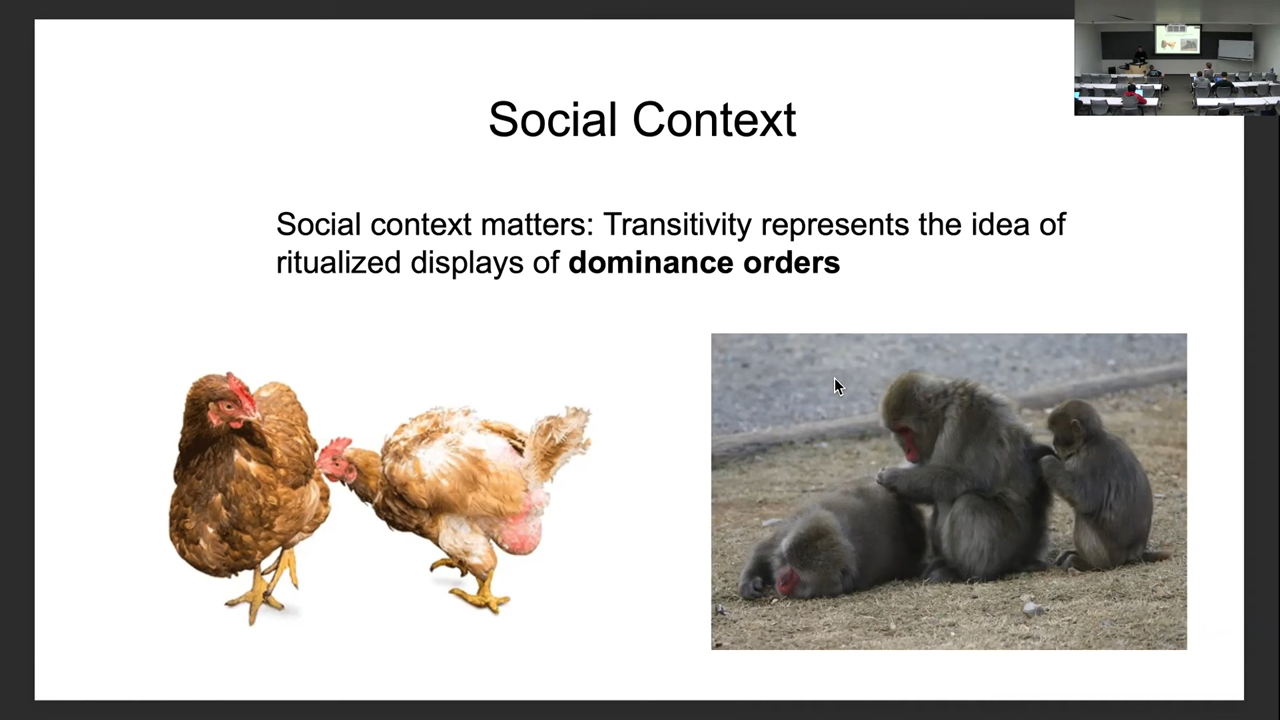 Social Context
Social context matters: Transitivity represents the idea of
ritualized displays of dominance orders